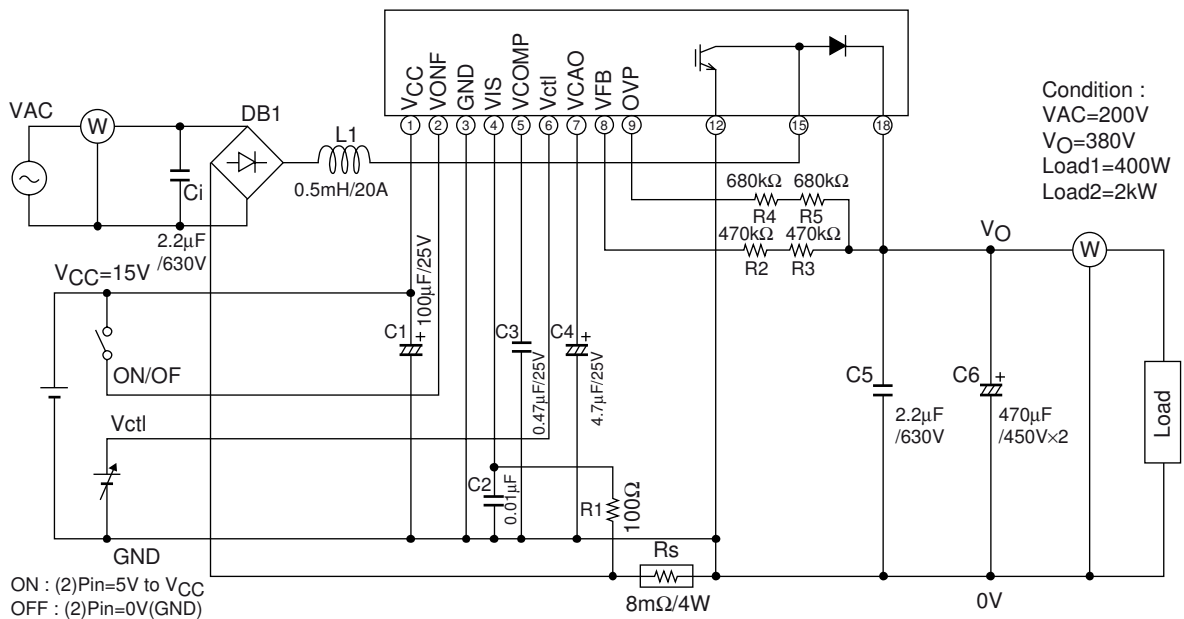 VCC
VONF
GND
VIS
VCOMP
Vctl
VCAO
VFB
OVP
1
2
3
4
5
6
7
8
9
12
15
18
VAC
W
DB1
L1
0.5mH/20A
Ci
2.2μF
/630V
680kΩ 680kΩ
R4 R5
470kΩ 470kΩ
R2 R3
Condition :
VAC=200V
VO=380V
Load1=400W
Load2=2kW
VO
W
VCC=15V
100μF/25V
C1
+
C3
0.47μF/25V
C4
+
4.7μF/25V
ON/OF
Vctl
C2
0.01μF
R1
100Ω
C5
2.2μF
/630V
C6
+
470μF
/450V×2
Load
GND
Rs
8mΩ/4W
0V
ON : (2)Pin=5V to VCC
OFF : (2)Pin=0V(GND)